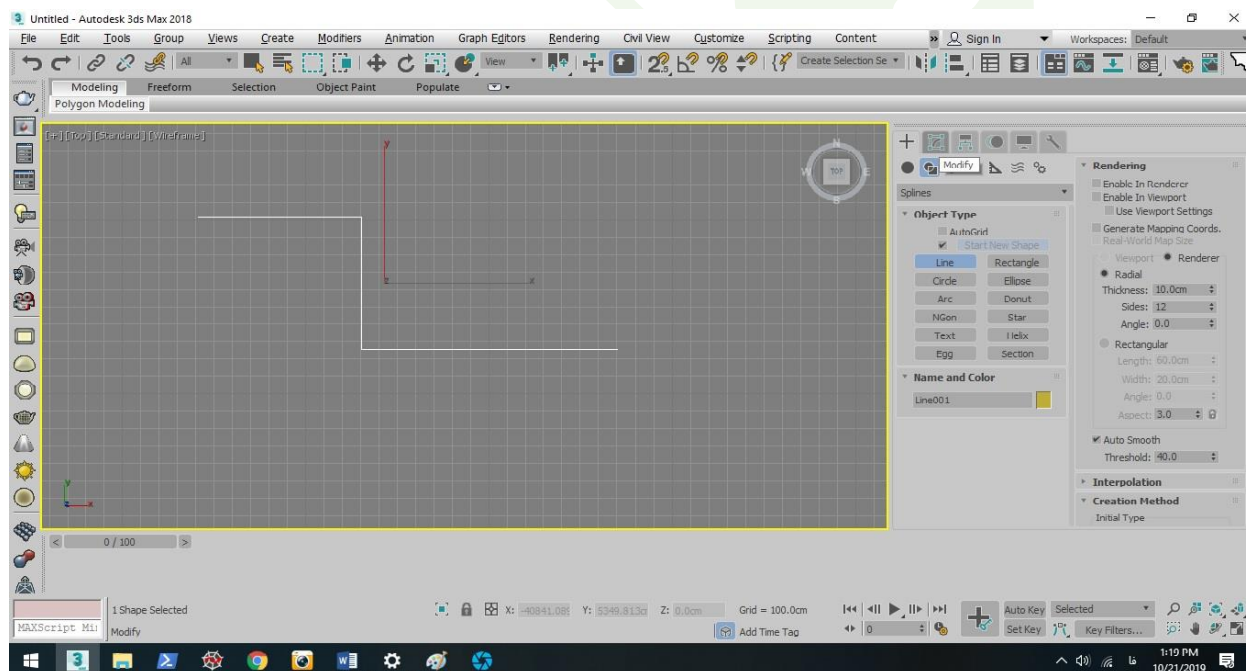 Untitled - Autodesk 3ds Max 2018
File Edit Tools Group Views Create Modifiers Animation Graph Editors Rendering Civil View Customize Scripting Content Sign In Workspaces: Default
All View Create Selection Se
Modeling Freeform Selection Object Paint Populate
Polygon Modeling
[+] [Top] [Standard] [Wireframe]
y
N
W TOP E
S
z x
y
z x
Modify
Splines
Object Type
AutoGrid
Start New Shape
Line Rectangle
Circle Ellipse
Arc Donut
NGon Star
Text Helix
Egg Section
Name and Color
Line001
Rendering
Enable In Renderer
Enable In Viewport
Use Viewport Settings
Generate Mapping Coords.
Real-World Map Size
Viewport Renderer
Radial
Thickness: 10.0cm
Sides: 12
Angle: 0.0
Rectangular
Length: 60.0cm
Width: 20.0cm
Angle: 0.0
Aspect: 3.0
Auto Smooth
Threshold: 40.0
Interpolation
Creation Method
Initial Type
< 0 / 100 >
1 Shape Selected X: Y: Z: 0.0cm Grid = 100.0cm Auto Key Selected
MAXScript Mi Modify Add Time Tag 0 Set Key Key Filters...
1:19 PM
10/21/2019